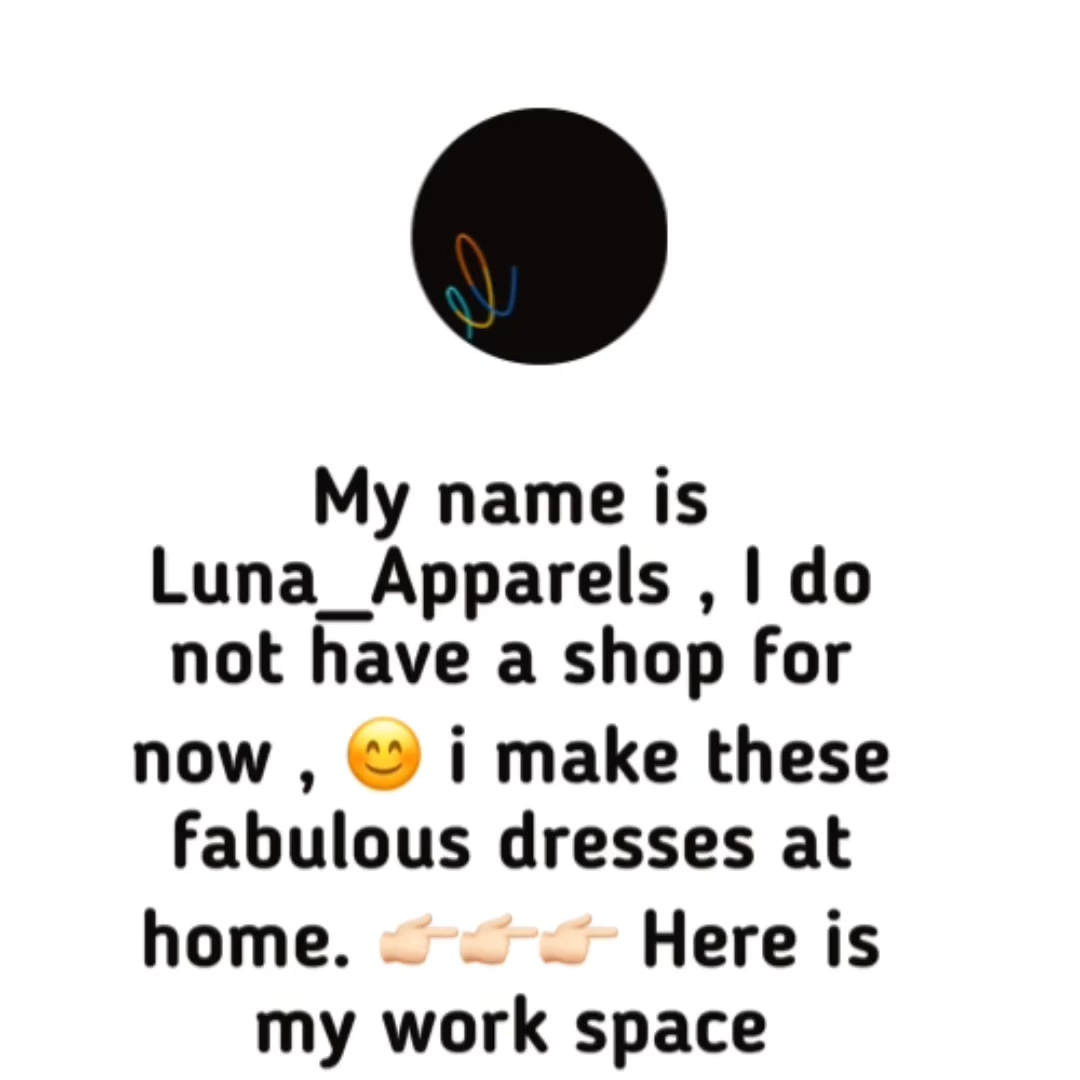 My name is
Luna_Apparels , I do
not have a shop for
now , 😊 i make these
fabulous dresses at
home. 👉🏻👉🏻👉🏻 Here is
my work space